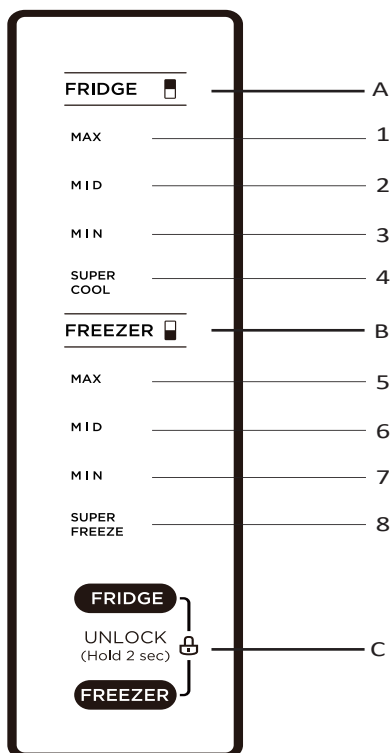 FRIDGE A
MAX 1
MID 2
MIN 3
SUPER
COOL 4
FREEZER B
MAX 5
MID 6
MIN 7
SUPER
FREEZE 8
FRIDGE
UNLOCK
(Hold 2 sec) C
FREEZER